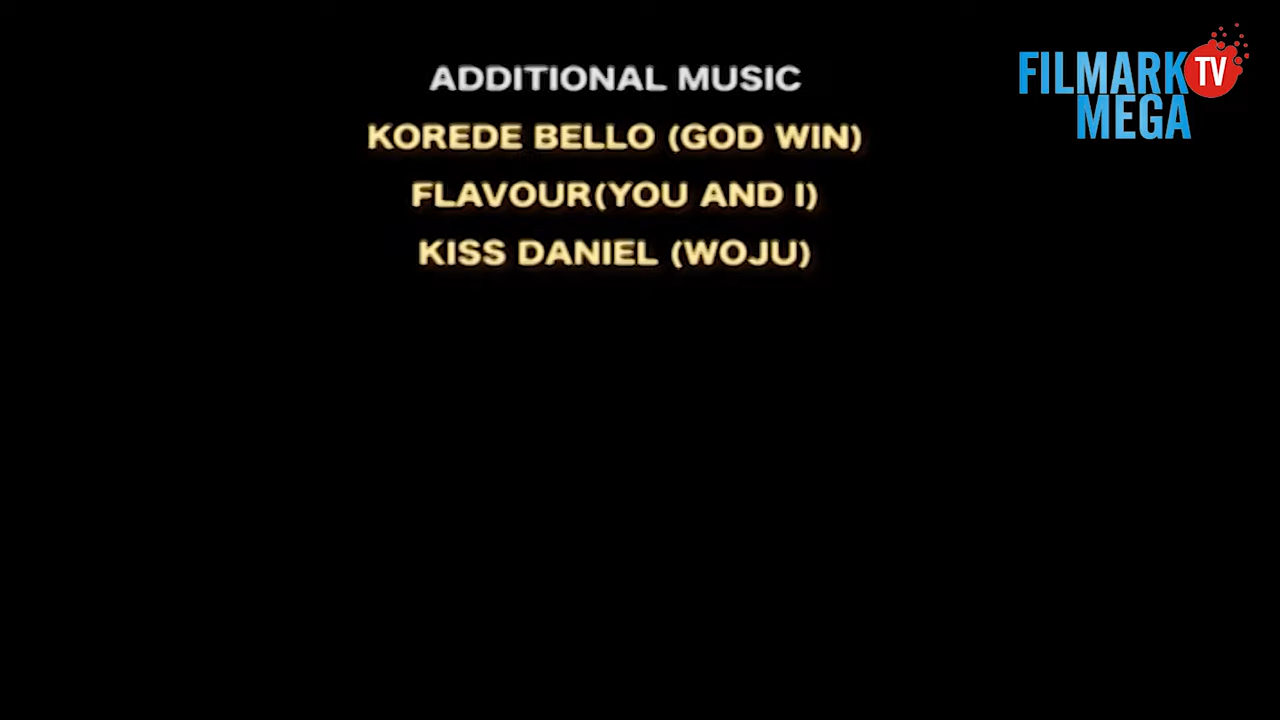 ADDITIONAL MUSIC
KOREDE BELLO (GOD WIN)
FLAVOUR(YOU AND I)
KISS DANIEL (WOJU)
FILMARK TV
MEGA